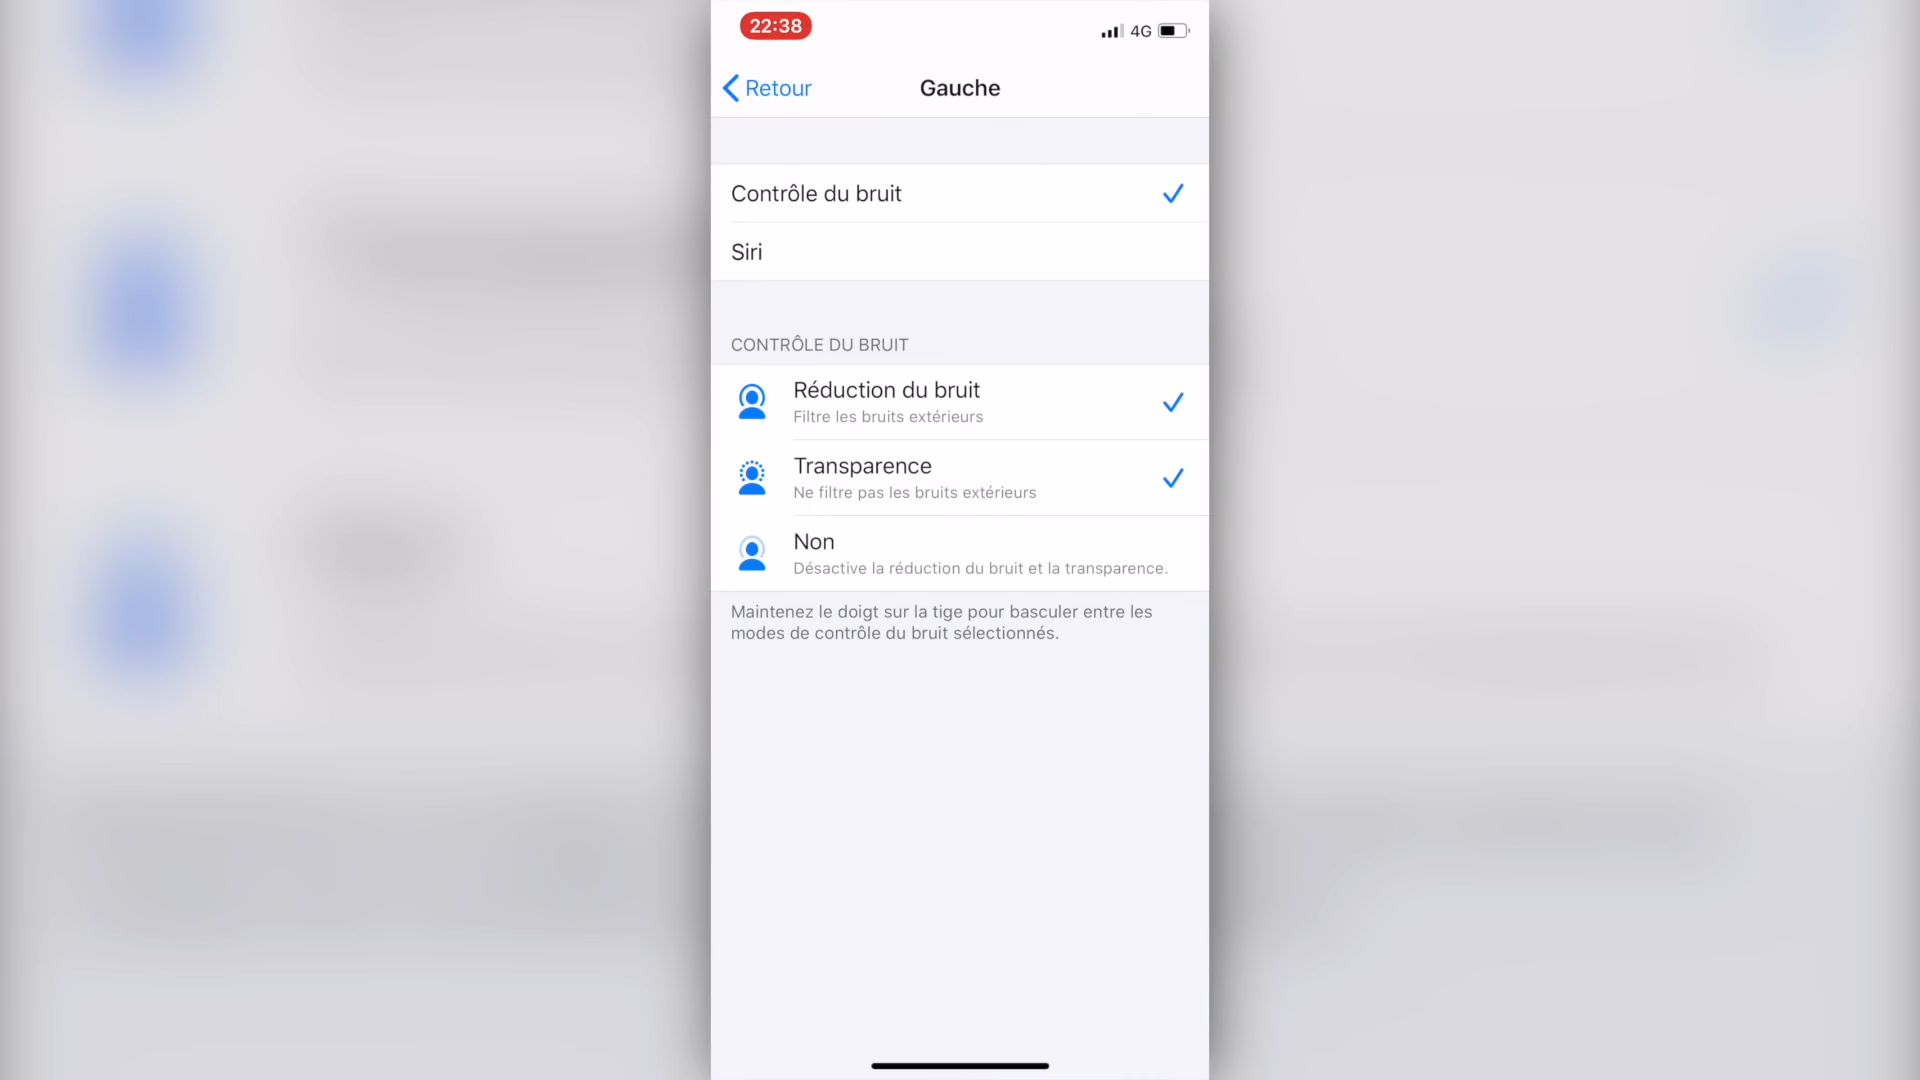 22:38
4G
Retour
Gauche
Contrôle du bruit
Siri
CONTRÔLE DU BRUIT
Réduction du bruit
Filtre les bruits extérieurs
Transparence
Ne filtre pas les bruits extérieurs
Non
Désactive la réduction du bruit et la transparence.
Maintenez le doigt sur la tige pour basculer entre les
modes de contrôle du bruit sélectionnés.